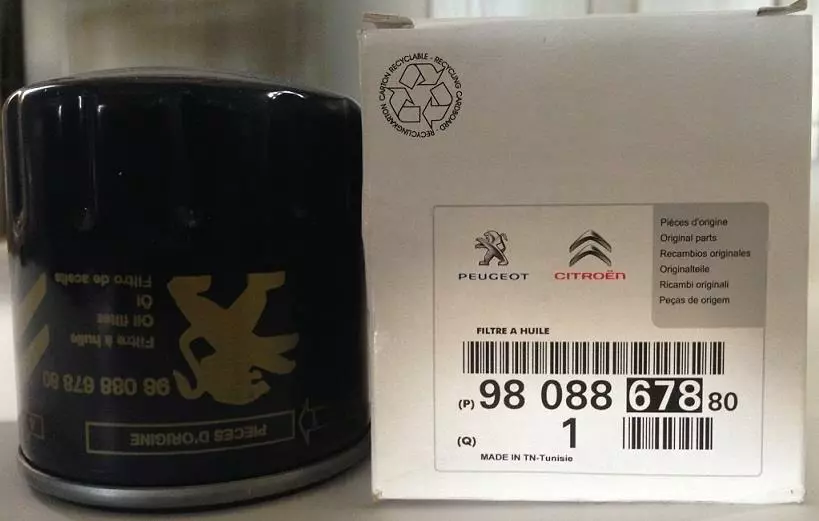 Filtro de aceite
Öl
Oil filter
Filtre à huile
98 088 678 80
PIECES D'ORIGINE
CARTON RECYCLABLE - RECYCLING CARDBOARD - RECYCLINGKARTON
PEUGEOT
CITROËN
Pièces d'origine
Original parts
Recambios originales
Originalteile
Ricambi originali
Peças de origem
FILTRE A HUILE
(P) 98 088 678 80
(Q) 1
MADE IN TN-Tunisie